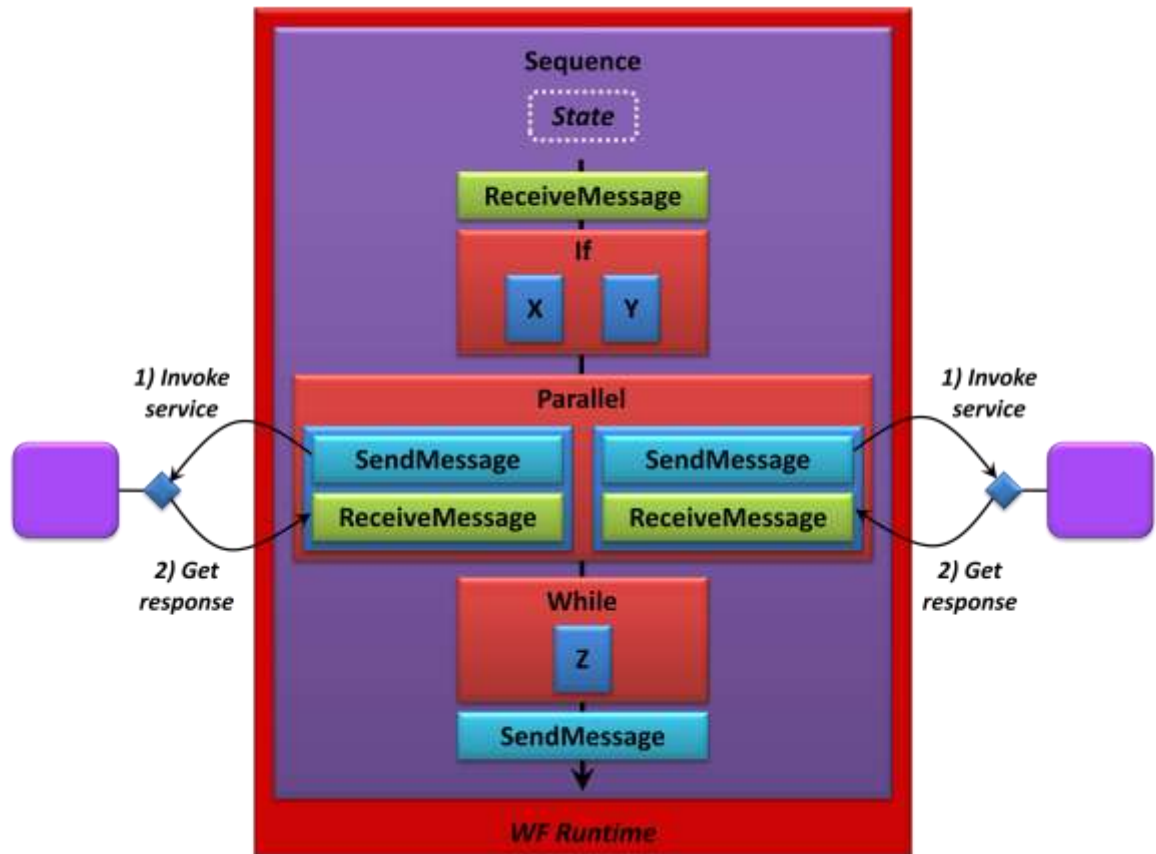 Sequence
State
ReceiveMessage
If
X
Y
1) Invoke
service
Parallel
1) Invoke
service
SendMessage
SendMessage
ReceiveMessage
ReceiveMessage
2) Get
response
2) Get
response
While
Z
SendMessage
WF Runtime